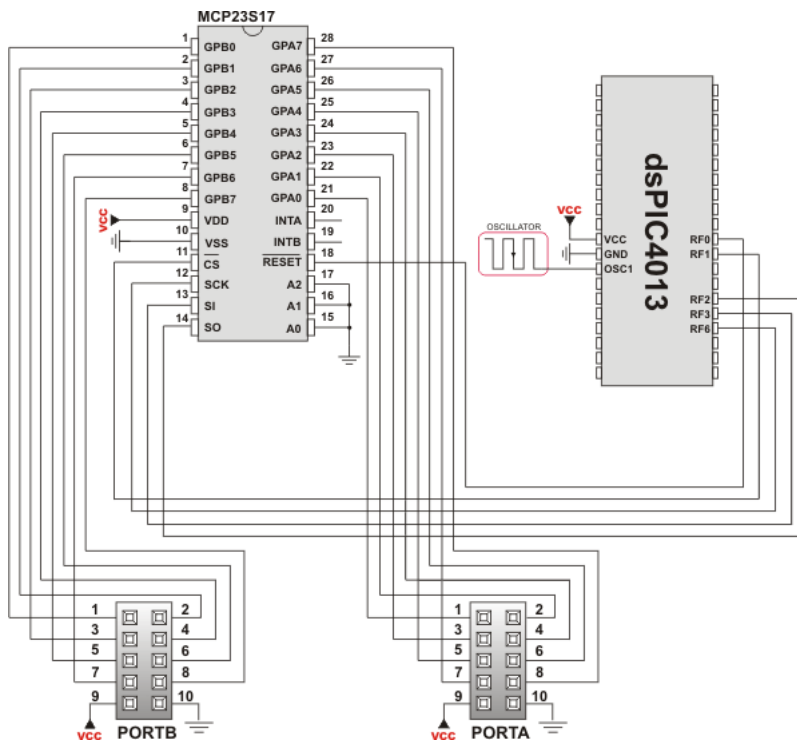 MCP23S17
1 GPB0 GPA7 28
2 GPB1 GPA6 27
3 GPB2 GPA5 26
4 GPB3 GPA4 25
5 GPB4 GPA3 24
6 GPB5 GPA2 23
7 GPB6 GPA1 22
8 GPB7 GPA0 21
vcc 9 VDD INTA 20
10 VSS INTB 19
11 CS RESET 18
12 SCK A2 17
13 SI A1 16
14 SO A0 15
dsPIC4013
vcc
OSCILLATOR
VCC RF0
GND RF1
OSC1
RF2
RF3
RF6
1 2
3 4
5 6
7 8
9 10
vcc PORTB
1 2
3 4
5 6
7 8
9 10
vcc PORTA